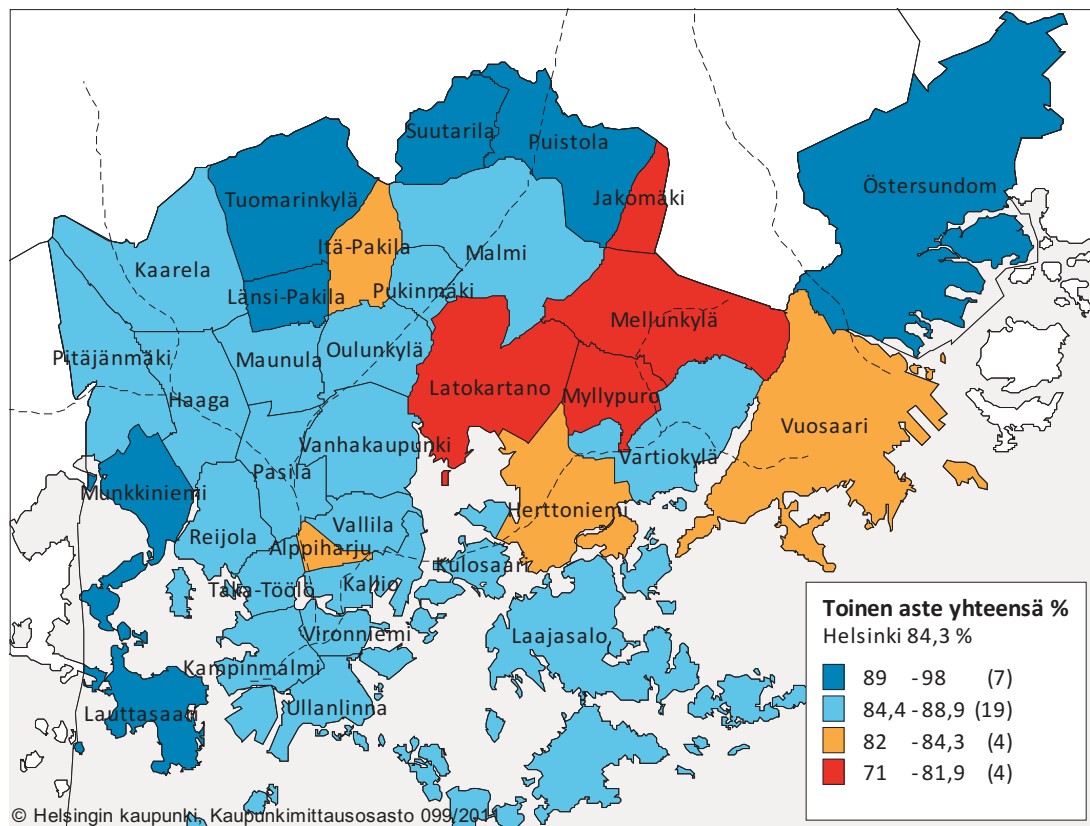 Suutarila
Puistola
Östersundom
Tuomarinkylä
Jakomäki
Itä-Pakila
Malmi
Kaarela
Pukinmäki
Länsi-Pakila
Mellunkylä
Pitäjänmäki
Maunula
Oulunkylä
Latokartano
Myllypuro
Haaga
Vuosaari
Vanhakaupunki
Vartiokylä
Pasila
Munkkiniemi
Herttoniemi
Vallila
Reijola
Alppiharju
Kulosaari
Kallio
Taka-Töölö
Vironniemi
Laajasalo
Kampinmalmi
Ullanlinna
Lauttasaari
Toinen aste yhteensä %
Helsinki 84,3 %
89 - 98 (7)
84,4 - 88,9 (19)
82 - 84,3 (4)
71 - 81,9 (4)
© Helsingin kaupunki, Kaupunkimittausosasto 099/2011